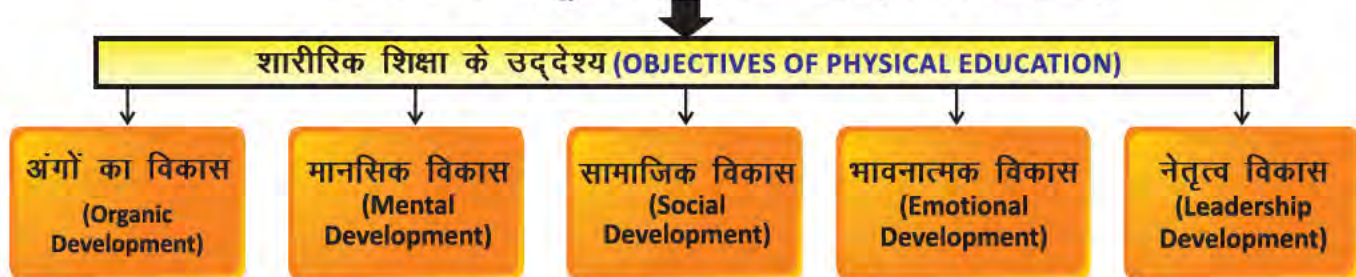 शारीरिक शिक्षा के उद्देश्य (OBJECTIVES OF PHYSICAL EDUCATION)
अंगों का विकास
(Organic
Development)
मानसिक विकास
(Mental
Development)
सामाजिक विकास
(Social
Development)
भावनात्मक विकास
(Emotional
Development)
नेतृत्व विकास
(Leadership
Development)